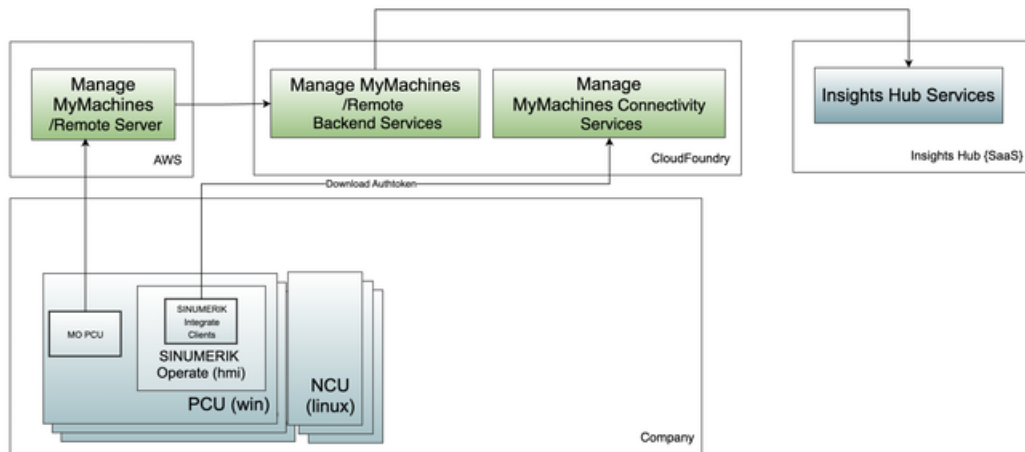 Manage
MyMachines
/Remote Server
AWS
Manage MyMachines
/Remote
Backend Services
Manage
MyMachines Connectivity
Services
CloudFoundry
Insights Hub Services
Insights Hub {SaaS}
Download Authtoken
MO PCU
SINUMERIK
Integrate
Clients
SINUMERIK
Operate (hmi)
PCU (win)
NCU
(linux)
Company